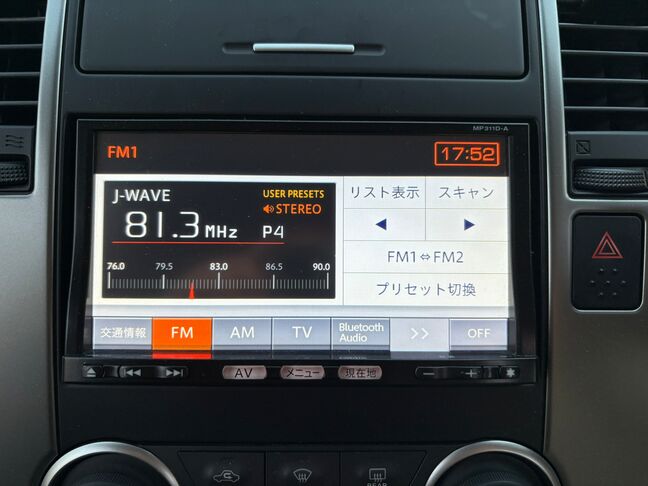 MP311D-A
FM1
17:52
J-WAVE
USER PRESETS
STEREO
81.3 MHz
P4
76.0 79.5 83.0 86.5 90.0
リスト表示
スキャン
FM1⇔FM2
プリセット切換
交通情報
FM
AM
TV
Bluetooth
Audio
>>
OFF
AV
メニュー
現在地
REAR